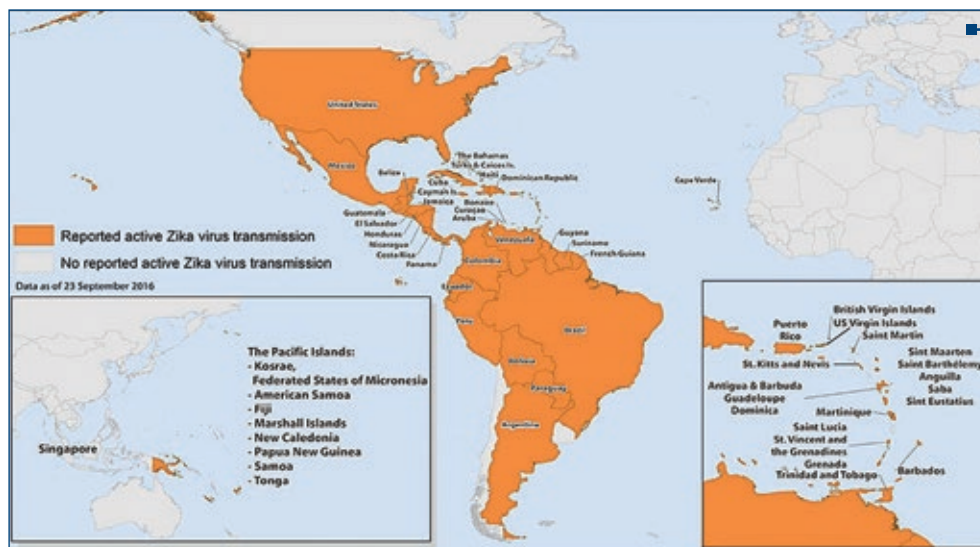 United States
Mexico
The Bahamas
Turks & Caicos Is.
Haiti
Dominican Republic
Belize
Cuba
Cayman Is.
Jamaica
Bonaire
Curaçao
Aruba
Cape Verde
Guatemala
El Salvador
Honduras
Nicaragua
Costa Rica
Panama
Guyana
Suriname
French Guiana
Venezuela
Colombia
Ecuador
Peru
Brazil
Bolivia
Paraguay
Argentina
Reported active Zika virus transmission
No reported active Zika virus transmission
Data as of 23 September 2016
The Pacific Islands:
- Kosrae,
Federated States of Micronesia
- American Samoa
- Fiji
- Marshall Islands
- New Caledonia
- Papua New Guinea
- Samoa
- Tonga
Singapore
British Virgin Islands
US Virgin Islands
Saint Martin
Puerto
Rico
St. Kitts and Nevis
Sint Maarten
Saint Barthélemy
Anguilla
Saba
Sint Eustatius
Antigua & Barbuda
Guadeloupe
Dominica
Martinique
Saint Lucia
St. Vincent and
the Grenadines
Grenada
Trinidad and Tobago
Barbados